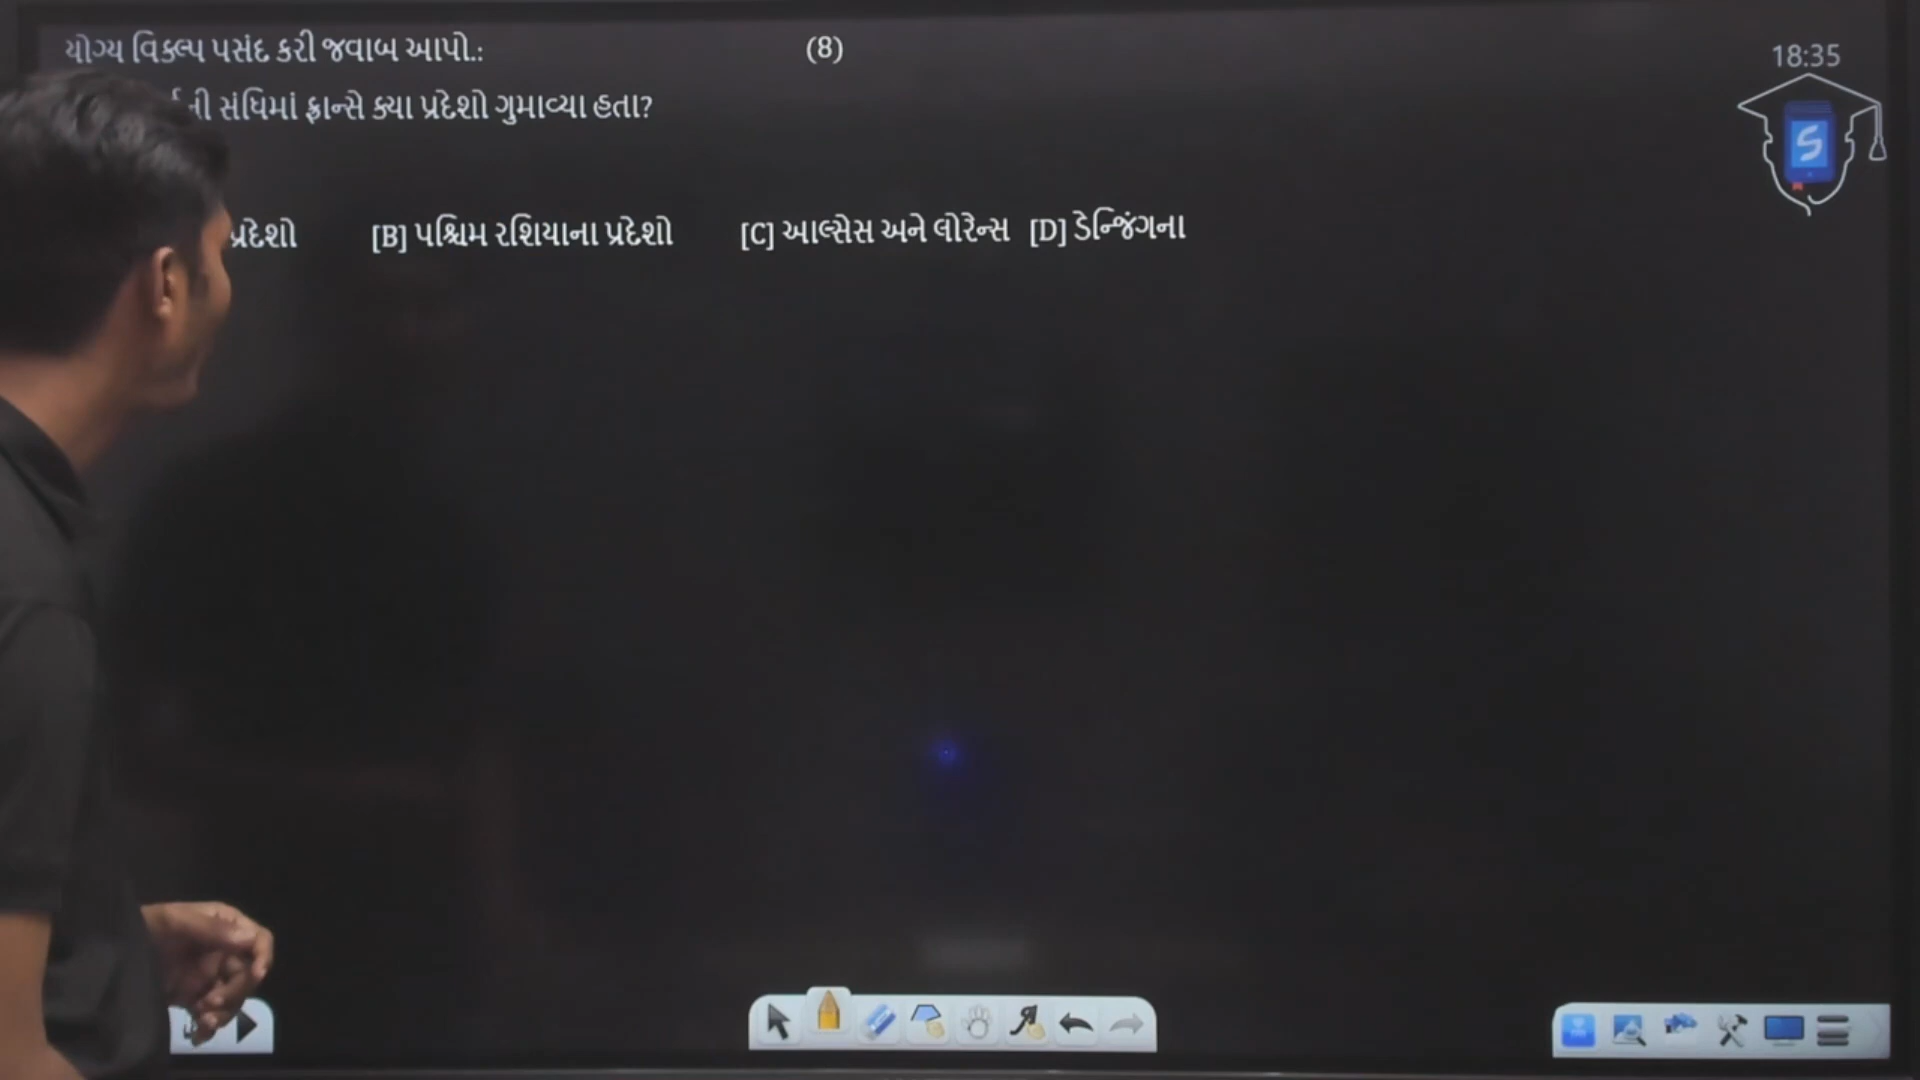 યોગ્ય વિકલ્પ પસંદ કરી જવાબ આપો.: (8)
18:35
સંધિમાં ફ્રાન્સે ક્યા પ્રદેશો ગુમાવ્યા હતા?
પ્રદેશો [B] પશ્ચિમ રશિયાના પ્રદેશો [C] આલ્સેસ અને લોરેન્સ [D] ડેન્જિંગના